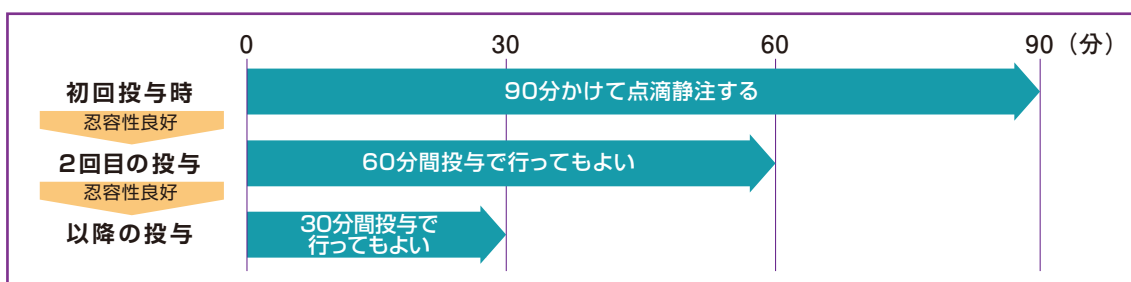 0 30 60 90（分）
初回投与時
90分かけて点滴静注する
忍容性良好
2回目の投与
60分間投与で行ってもよい
忍容性良好
以降の投与
30分間投与で
行ってもよい